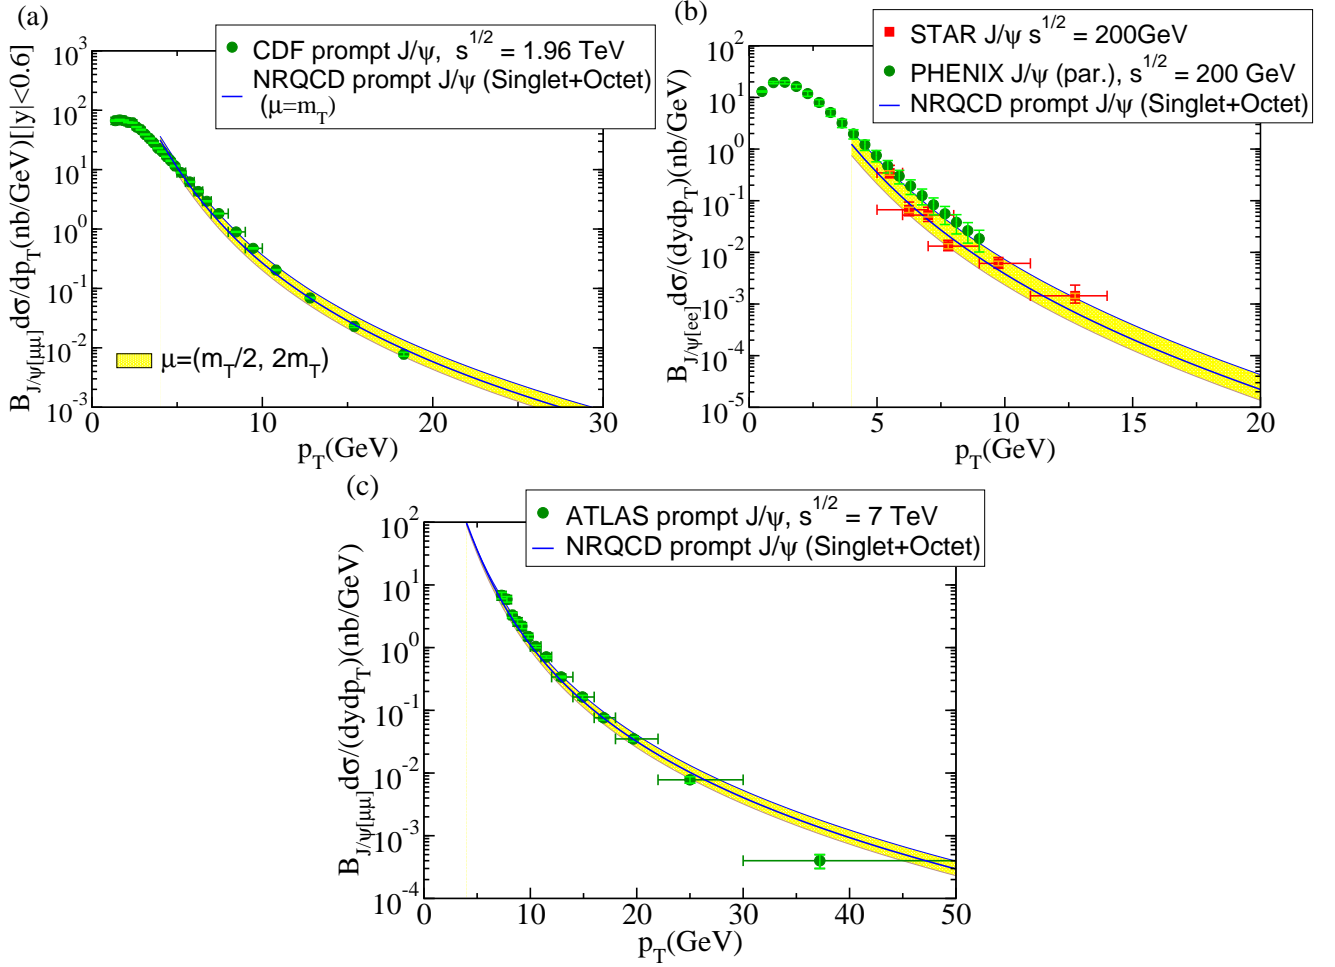 (a)
CDF prompt J/ψ, s^1/2 = 1.96 TeV
NRQCD prompt J/ψ (Singlet+Octet)
(μ=m_T)
B_J/ψ[μμ]dσ/dp_T(nb/GeV)[|y|<0.6]
10^3
10^2
10^1
10^0
10^-1
10^-2
10^-3
μ=(m_T/2, 2m_T)
0 10 20 30
p_T(GeV)
(b)
STAR J/ψ s^1/2 = 200GeV
PHENIX J/ψ (par.), s^1/2 = 200 GeV
NRQCD prompt J/ψ (Singlet+Octet)
B_J/ψ[ee]dσ/(dydp_T)(nb/GeV)
10^2
10^1
10^0
10^-1
10^-2
10^-3
10^-4
10^-5
0 5 10 15 20
p_T(GeV)
(c)
ATLAS prompt J/ψ, s^1/2 = 7 TeV
NRQCD prompt J/ψ (Singlet+Octet)
B_J/ψ[μμ]dσ/(dydp_T)(nb/GeV)
10^2
10^1
10^0
10^-1
10^-2
10^-3
10^-4
0 10 20 30 40 50
p_T(GeV)